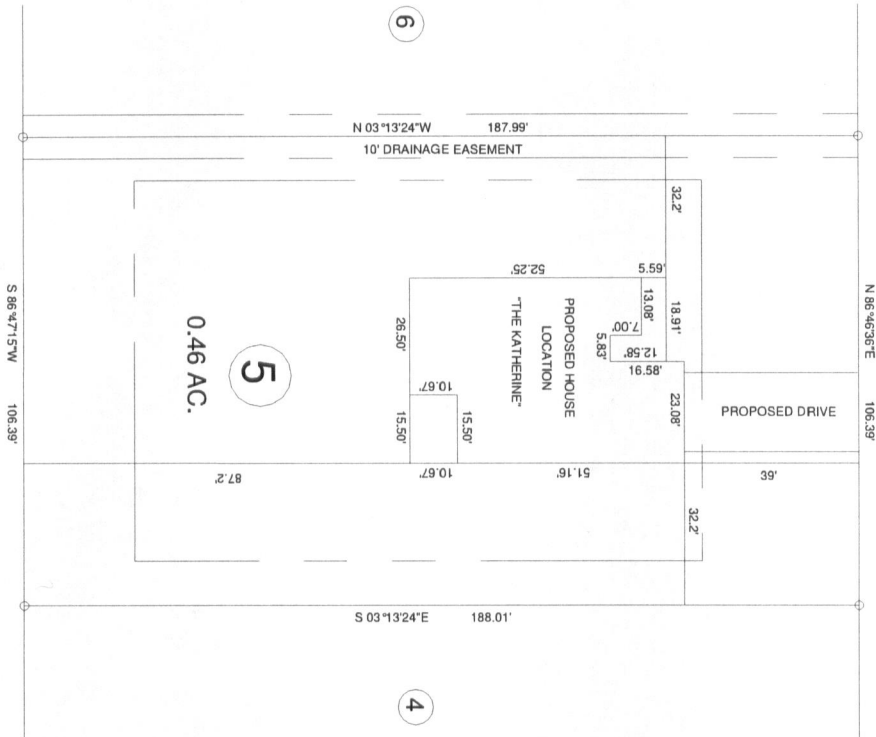 6
N 03°13'24"W 187.99'
10' DRAINAGE EASEMENT
32.2'
52.25'
5.59'
13.08'
18.91'
7.00'
5.83'
12.58'
16.58'
PROPOSED HOUSE
LOCATION
"THE KATHERINE"
26.50'
10.67'
15.50'
15.50'
10.67'
51.16'
23.08'
PROPOSED DRIVE
39'
32.2'
87.2'
5
0.46 AC.
S 86°47'15"W 106.39'
N 86°46'36"E 106.39'
S 03°13'24"E 188.01'
4